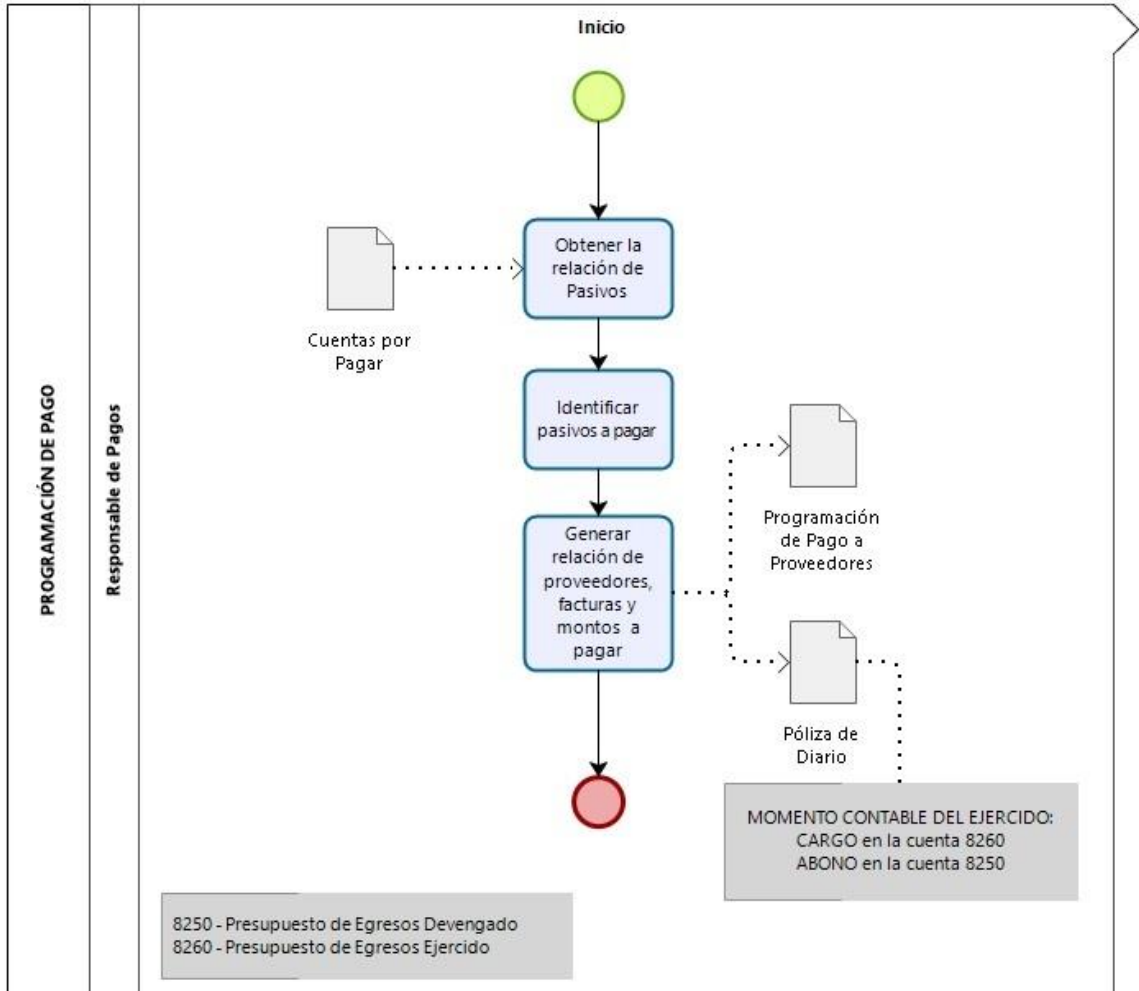 PROGRAMACIÓN DE PAGO
Responsable de Pagos
Inicio
Obtener la
relación de
Pasivos
Cuentas por
Pagar
Identificar
pasivos a pagar
Generar
relación de
proveedores,
facturas y
montos a
pagar
Programación
de Pago a
Proveedores
Póliza de
Diario
MOMENTO CONTABLE DEL EJERCIDO:
CARGO en la cuenta 8260
ABONO en la cuenta 8250
8250 - Presupuesto de Egresos Devengado
8260 - Presupuesto de Egresos Ejercido